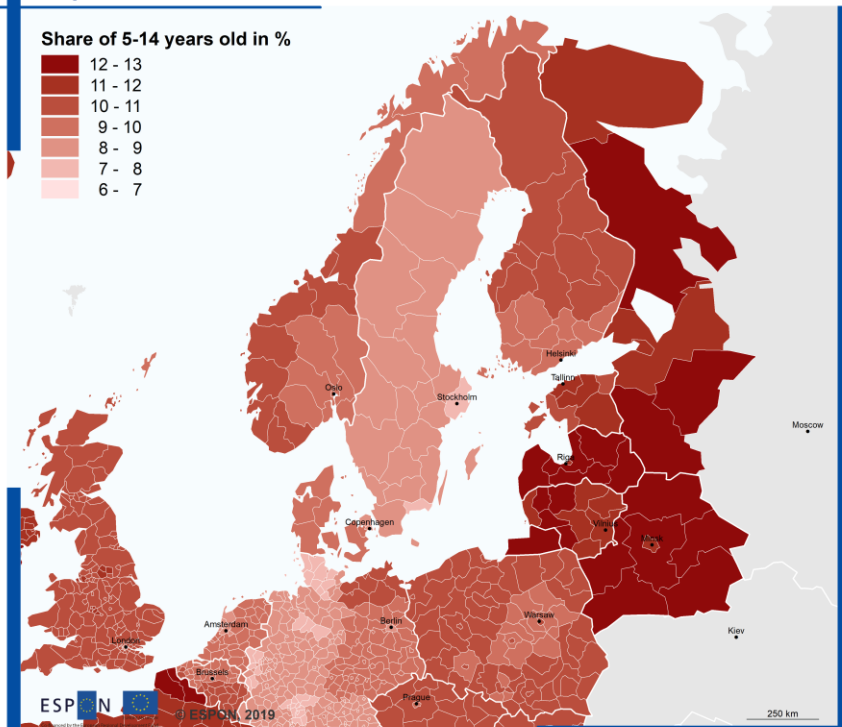 Share of 5-14 years old in %
12 - 13
11 - 12
10 - 11
9 - 10
8 - 9
7 - 8
6 - 7
Helsinki
Tallinn
Oslo
Stockholm
Moscow
Riga
Copenhagen
Vilnius
Minsk
Amsterdam
Berlin
Warsaw
Kiev
London
Brussels
Prague
ESPON
© ESPON, 2019
250 km